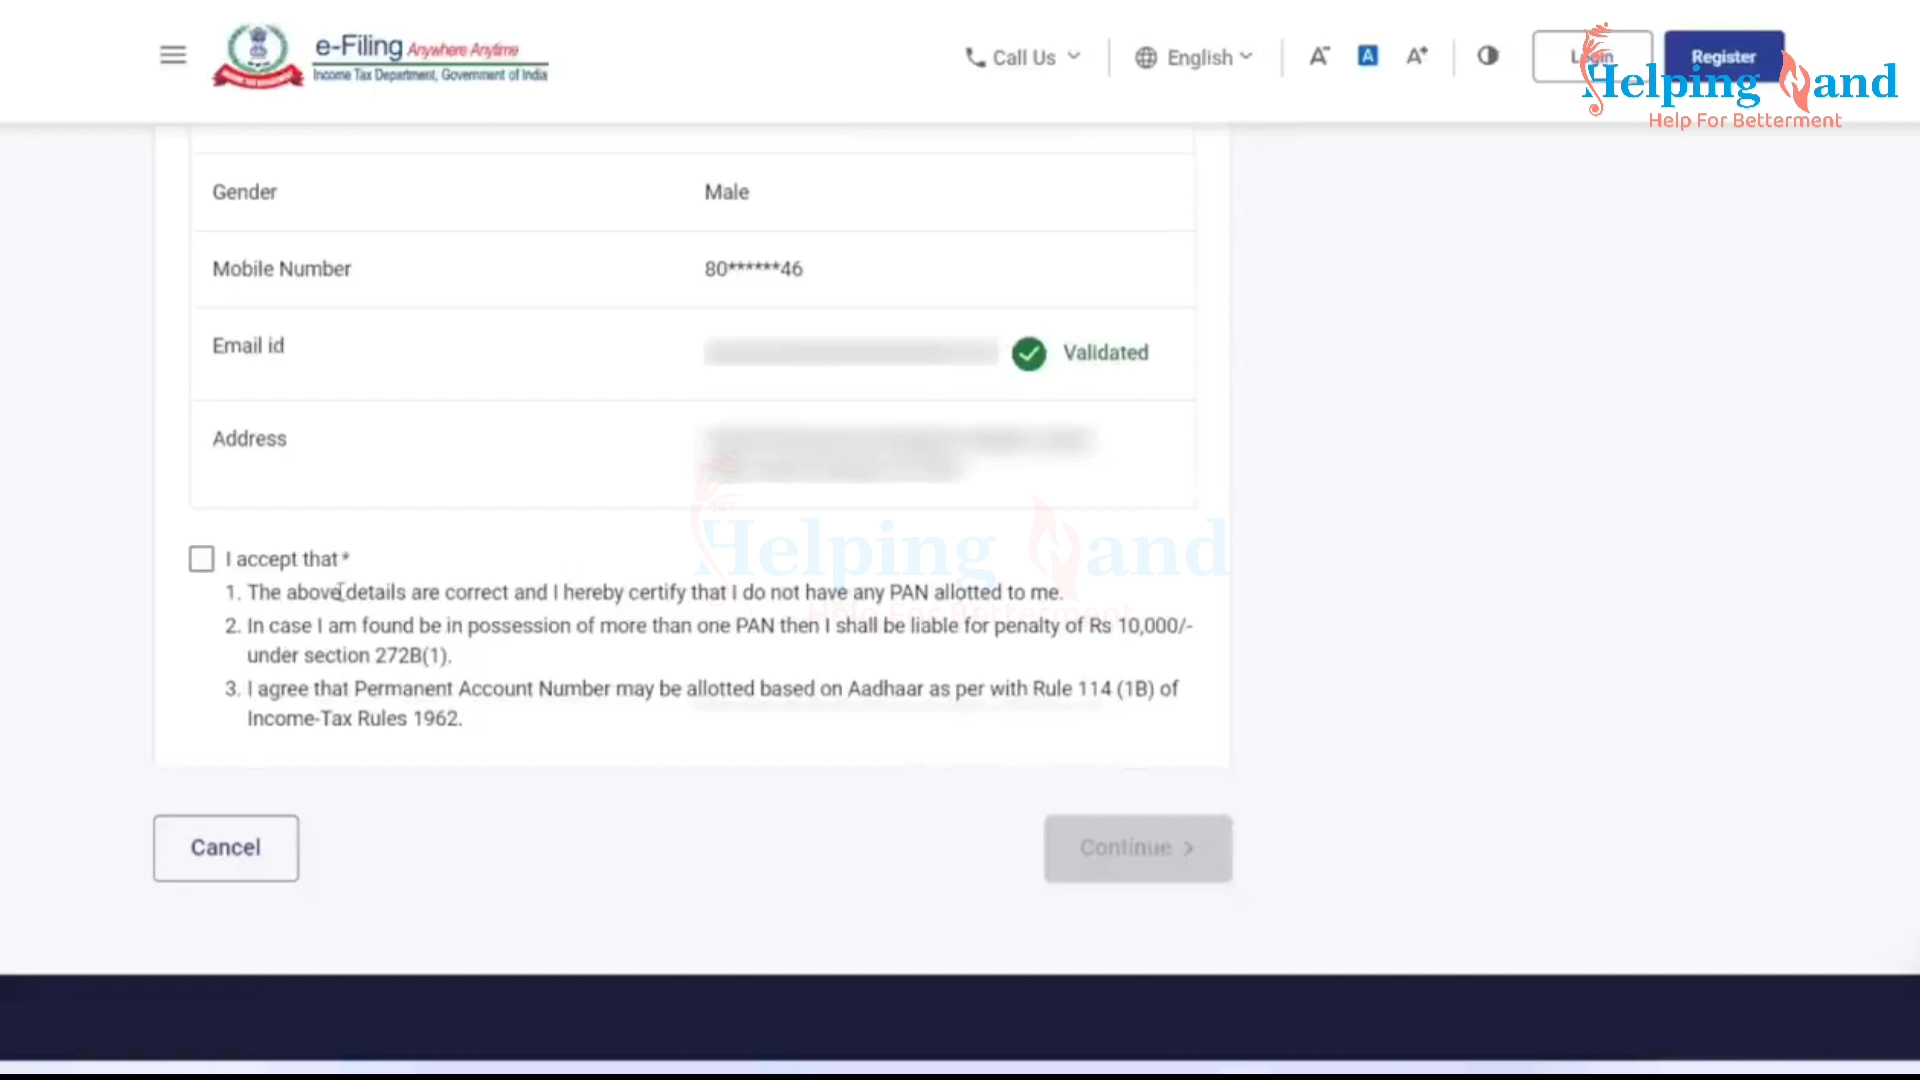 e-Filing Anywhere Anytime
Income Tax Department, Government of India
Call Us
English
A-
A
A+
Login
Register
Helping Hand
Help For Betterment
Gender Male
Mobile Number 80******46
Email id Validated
Address
Helping Hand
Help For Betterment
I accept that*
1. The above details are correct and I hereby certify that I do not have any PAN allotted to me.
2. In case I am found be in possession of more than one PAN then I shall be liable for penalty of Rs 10,000/-
under section 272B(1).
3. I agree that Permanent Account Number may be allotted based on Aadhaar as per with Rule 114 (1B) of
Income-Tax Rules 1962.
Cancel
Continue >